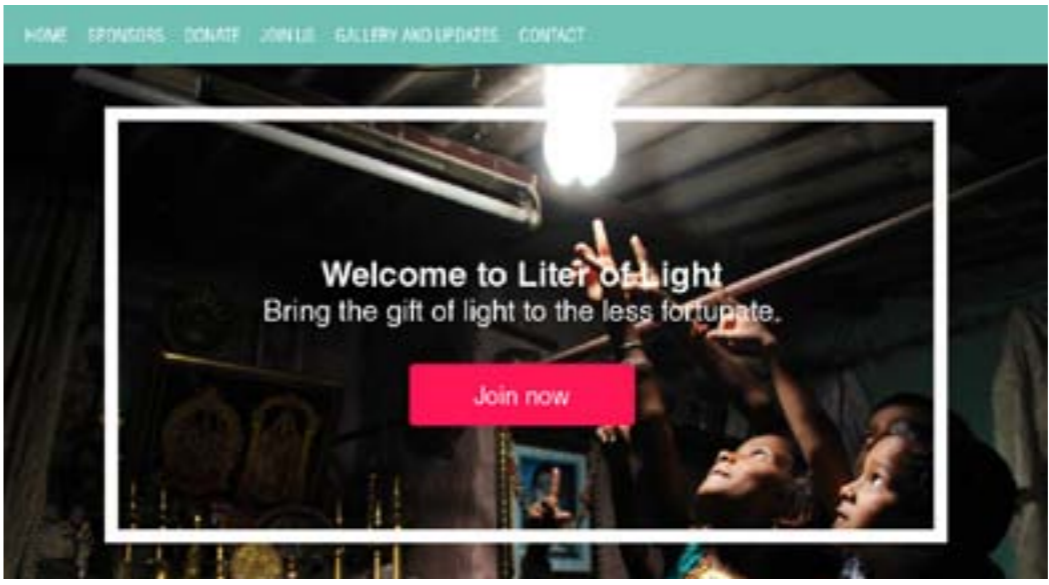 HOME SPONSORS DONATE JOIN US GALLERY AND UPDATES CONTACT
Welcome to Liter of Light
Bring the gift of light to the less fortunate.
Join now